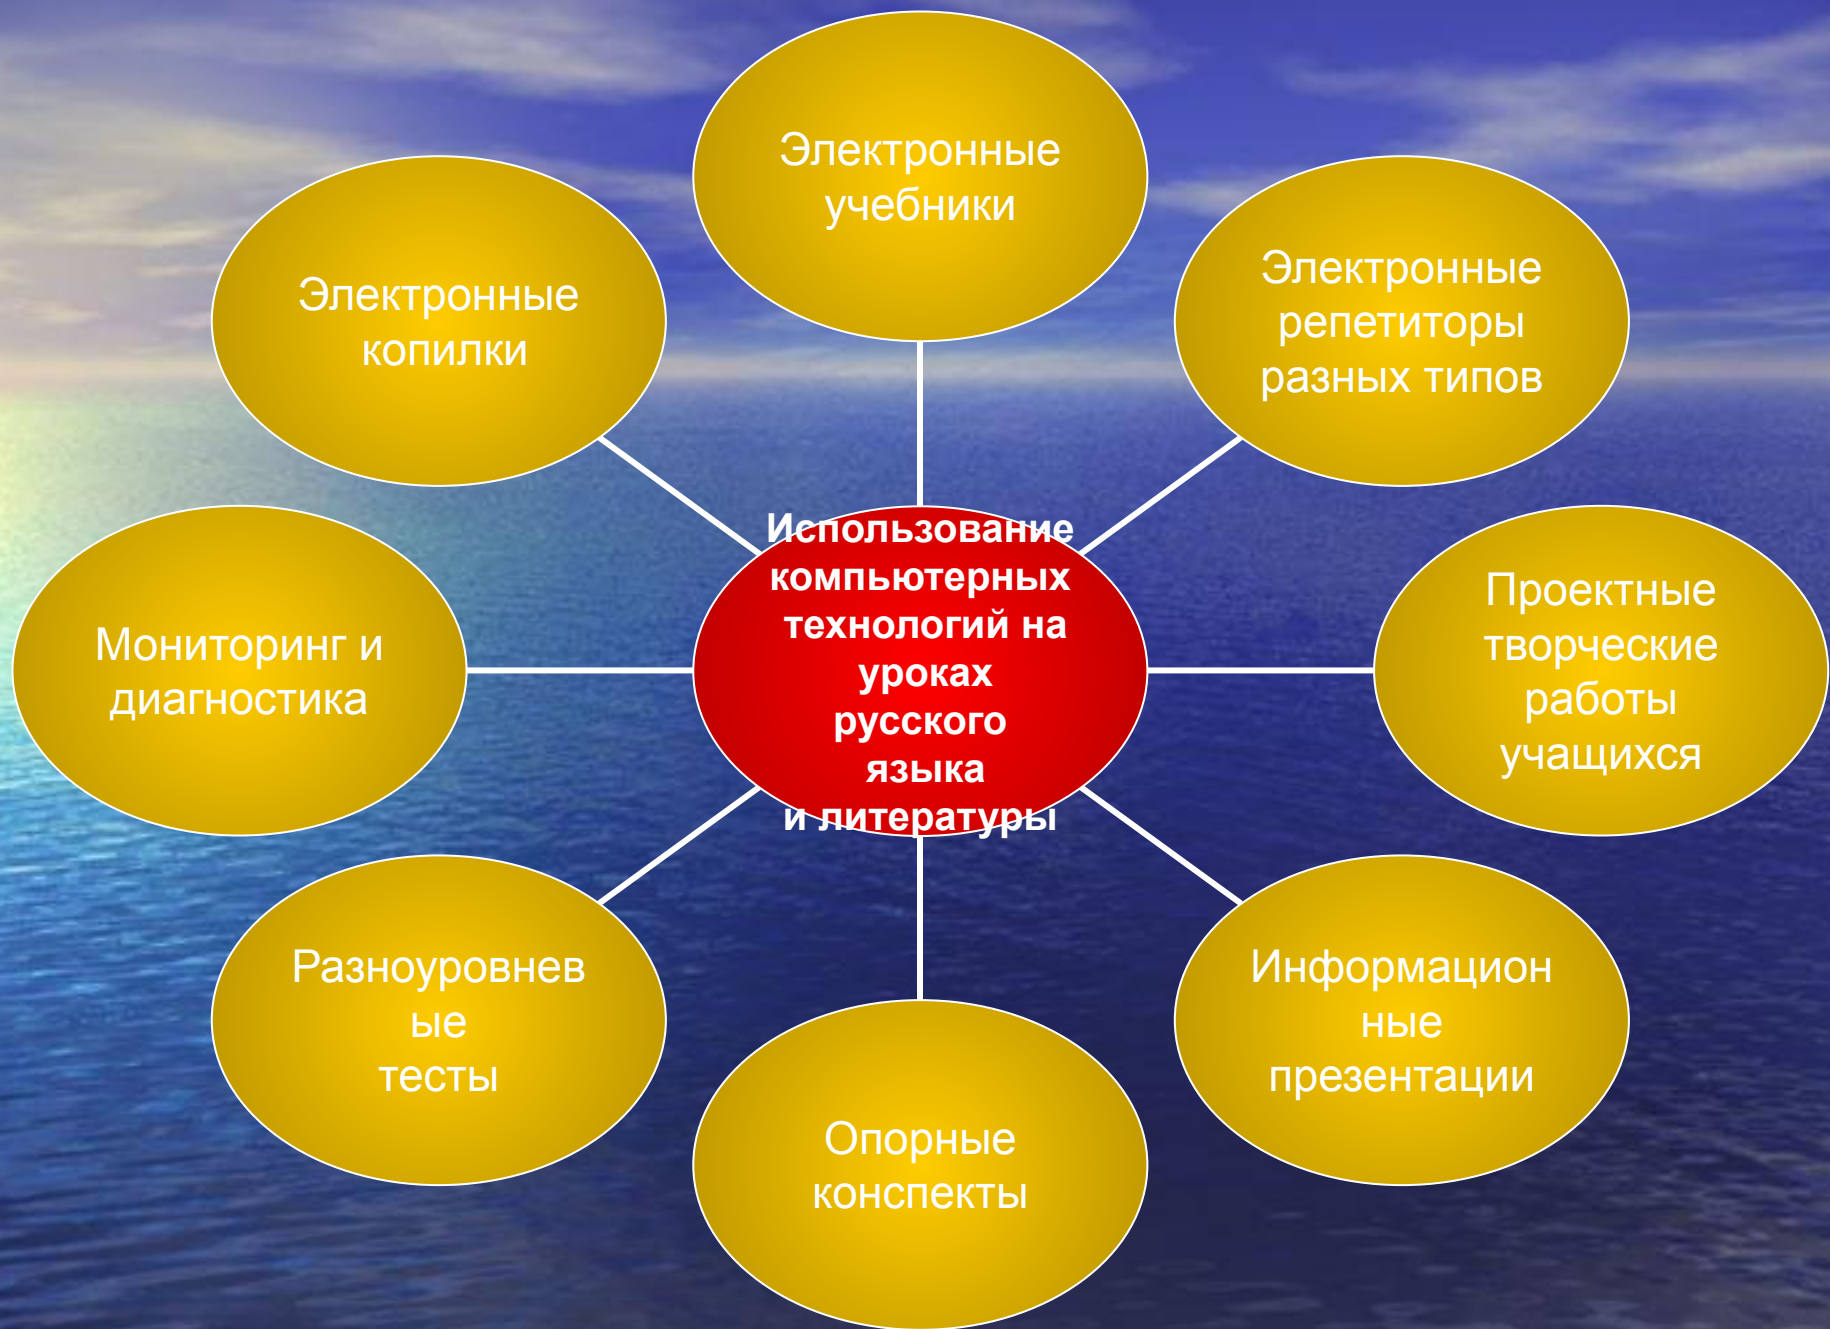 Электронные
учебники
Электронные
репетиторы
разных типов
Проектные
творческие
работы
учащихся
Информацион
ные
презентации
Опорные
конспекты
Разноуровнев
ые
тесты
Мониторинг и
диагностика
Электронные
копилки
Использование
компьютерных
технологий на
уроках
русского
языка
и литературы